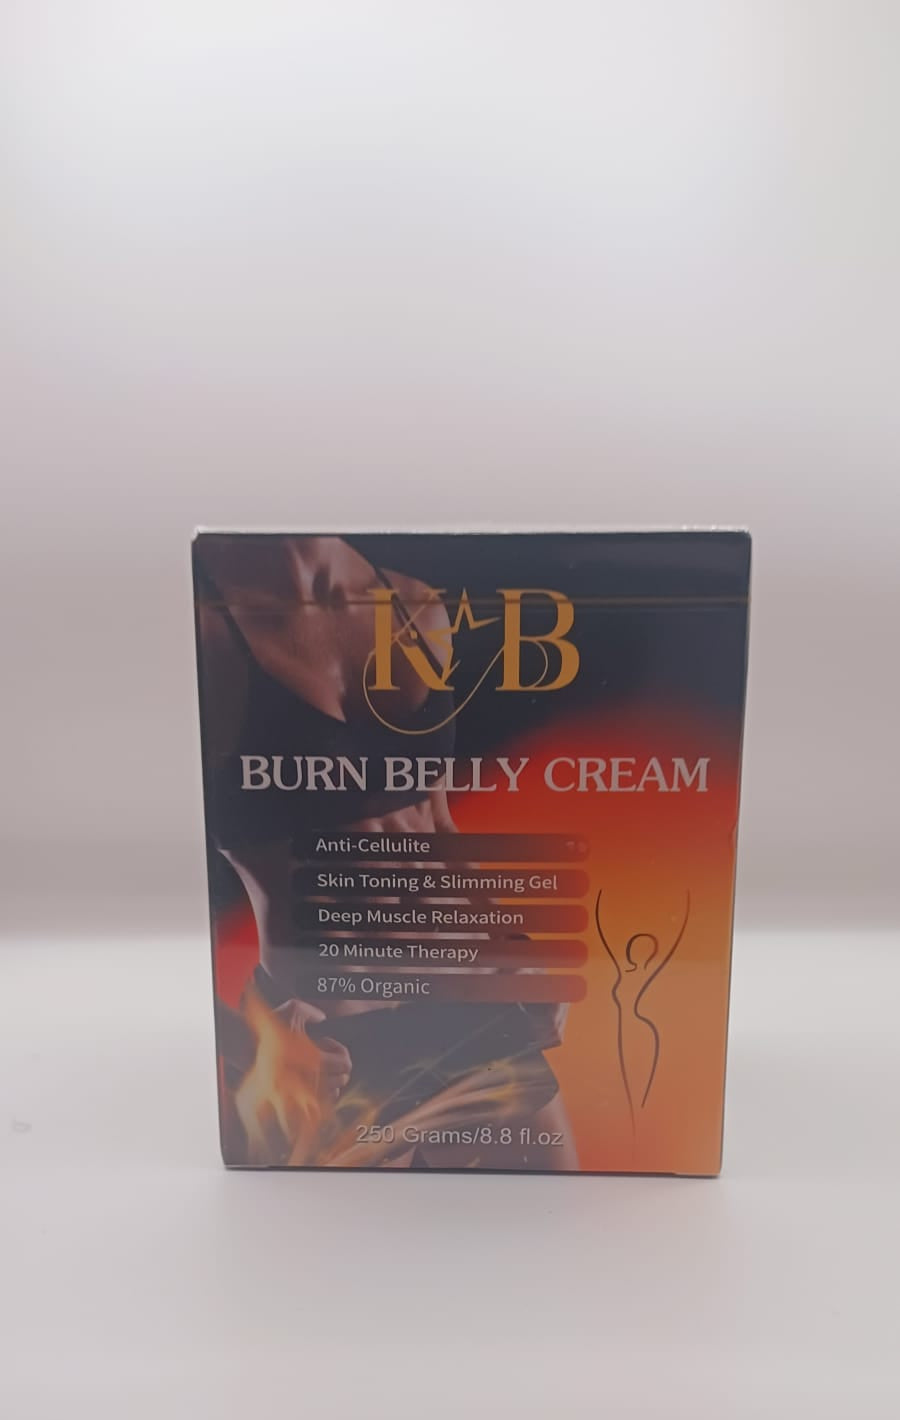 KB
BURN BELLY CREAM
Anti-Cellulite
Skin Toning & Slimming Gel
Deep Muscle Relaxation
20 Minute Therapy
87% Organic
250 Grams/8.8 fl.oz